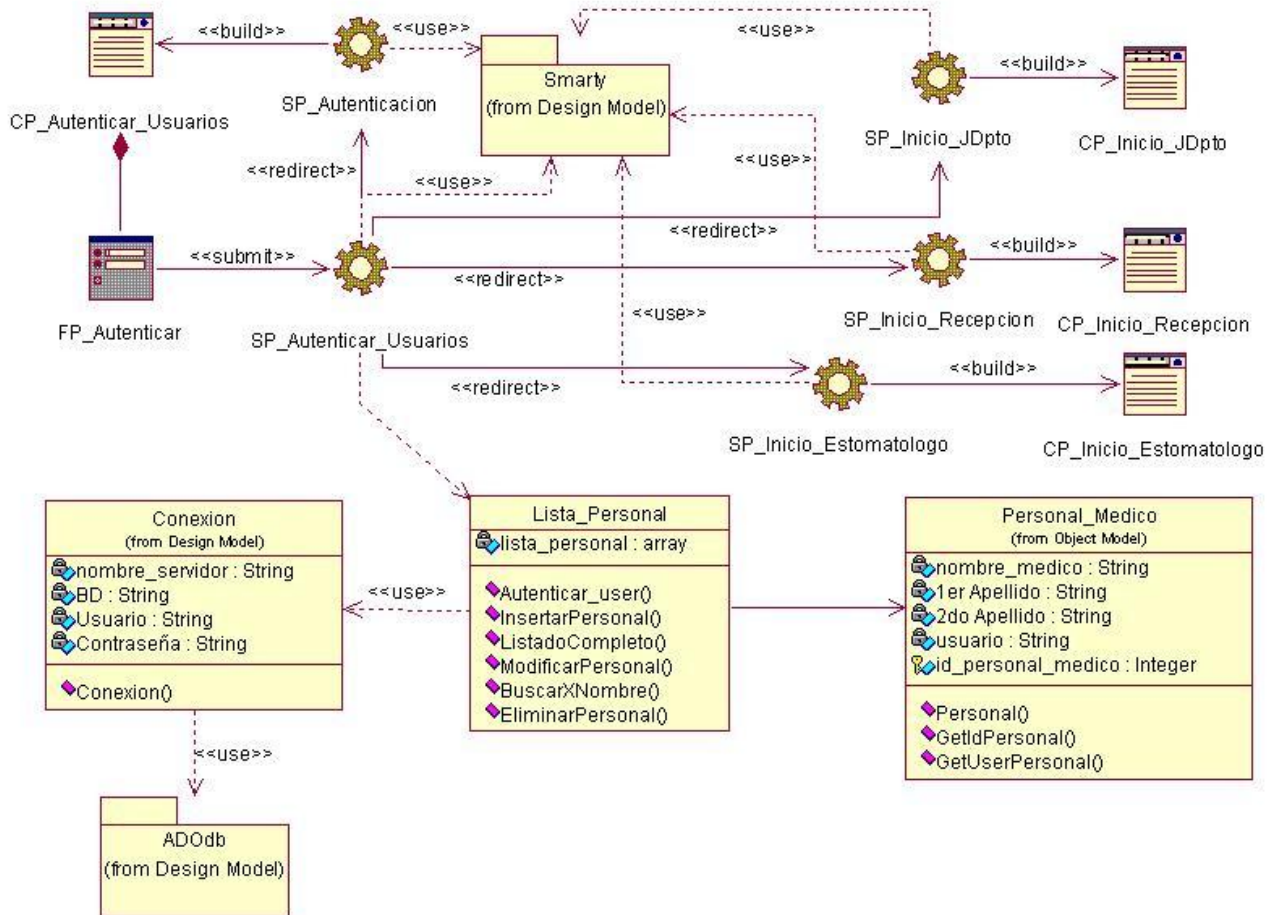 <<build>>
<<use>>
<<use>>
<<build>>
Smarty
(from Design Model)
CP_Autenticar_Usuarios
SP_Autenticacion
SP_Inicio_JDpto
CP_Inicio_JDpto
<<redirect>>
<<use>>
<<use>>
<<redirect>>
<<submit>>
<<redirect>>
<<build>>
FP_Autenticar
SP_Autenticar_Usuarios
<<use>>
SP_Inicio_Recepcion
CP_Inicio_Recepcion
<<redirect>>
<<build>>
SP_Inicio_Estomatologo
CP_Inicio_Estomatologo
Conexion
(from Design Model)
nombre_servidor : String
BD : String
Usuario : String
Contraseña : String
Conexion()
<<use>>
Lista_Personal
lista_personal : array
Autenticar_user()
InsertarPersonal()
ListadoCompleto()
ModificarPersonal()
BuscarXNombre()
EliminarPersonal()
Personal_Medico
(from Object Model)
nombre_medico : String
1er Apellido : String
2do Apellido : String
usuario : String
id_personal_medico : Integer
Personal()
GetIdPersonal()
GetUserPersonal()
<<use>>
ADOdb
(from Design Model)